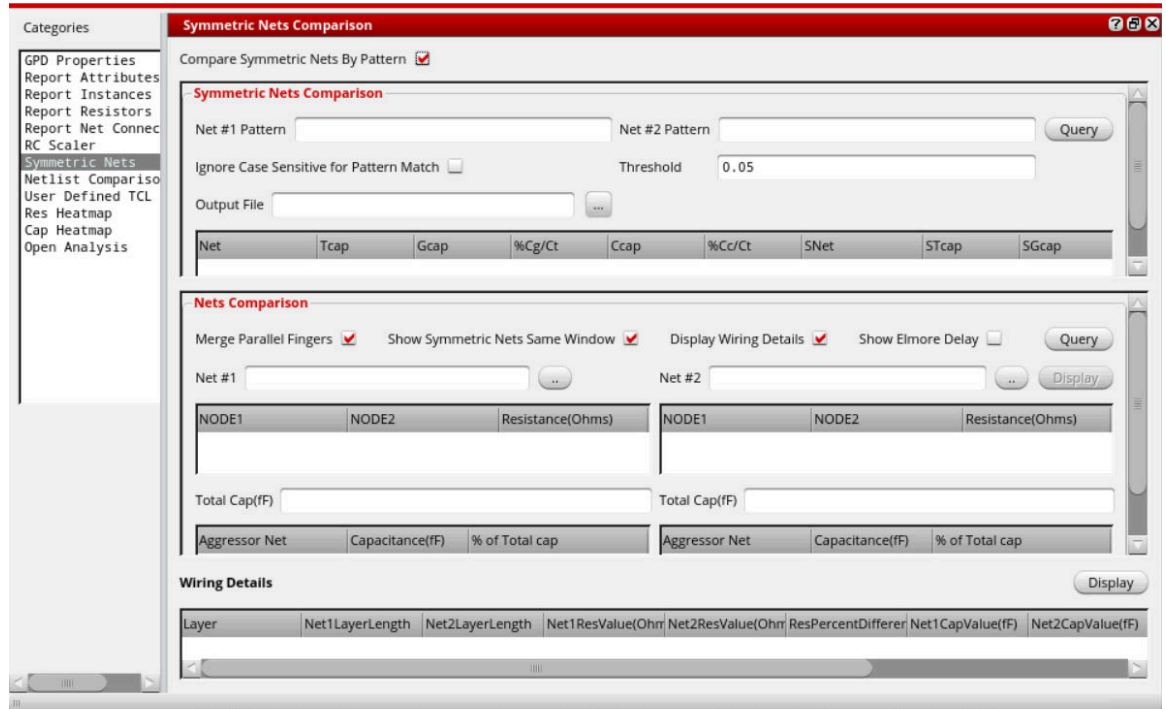 Categories
GPD Properties
Report Attributes
Report Instances
Report Resistors
Report Net Connec
RC Scaler
Symmetric Nets
Netlist Compariso
User Defined TCL
Res Heatmap
Cap Heatmap
Open Analysis
Symmetric Nets Comparison
Compare Symmetric Nets By Pattern
Symmetric Nets Comparison
Net #1 Pattern Net #2 Pattern Query
Ignore Case Sensitive for Pattern Match Threshold 0.05
Output File ...
Net Tcap Gcap %Cg/Ct Ccap %Cc/Ct SNet STcap SGcap
Nets Comparison
Merge Parallel Fingers Show Symmetric Nets Same Window Display Wiring Details Show Elmore Delay Query
Net #1 .. Net #2 .. Display
NODE1 NODE2 Resistance(Ohms) NODE1 NODE2 Resistance(Ohms)
Total Cap(fF) Total Cap(fF)
Aggressor Net Capacitance(fF) % of Total cap Aggressor Net Capacitance(fF) % of Total cap
Wiring Details Display
Layer Net1LayerLength Net2LayerLength Net1ResValue(Ohm Net2ResValue(Ohm ResPercentDifferer Net1CapValue(fF) Net2CapValue(fF)